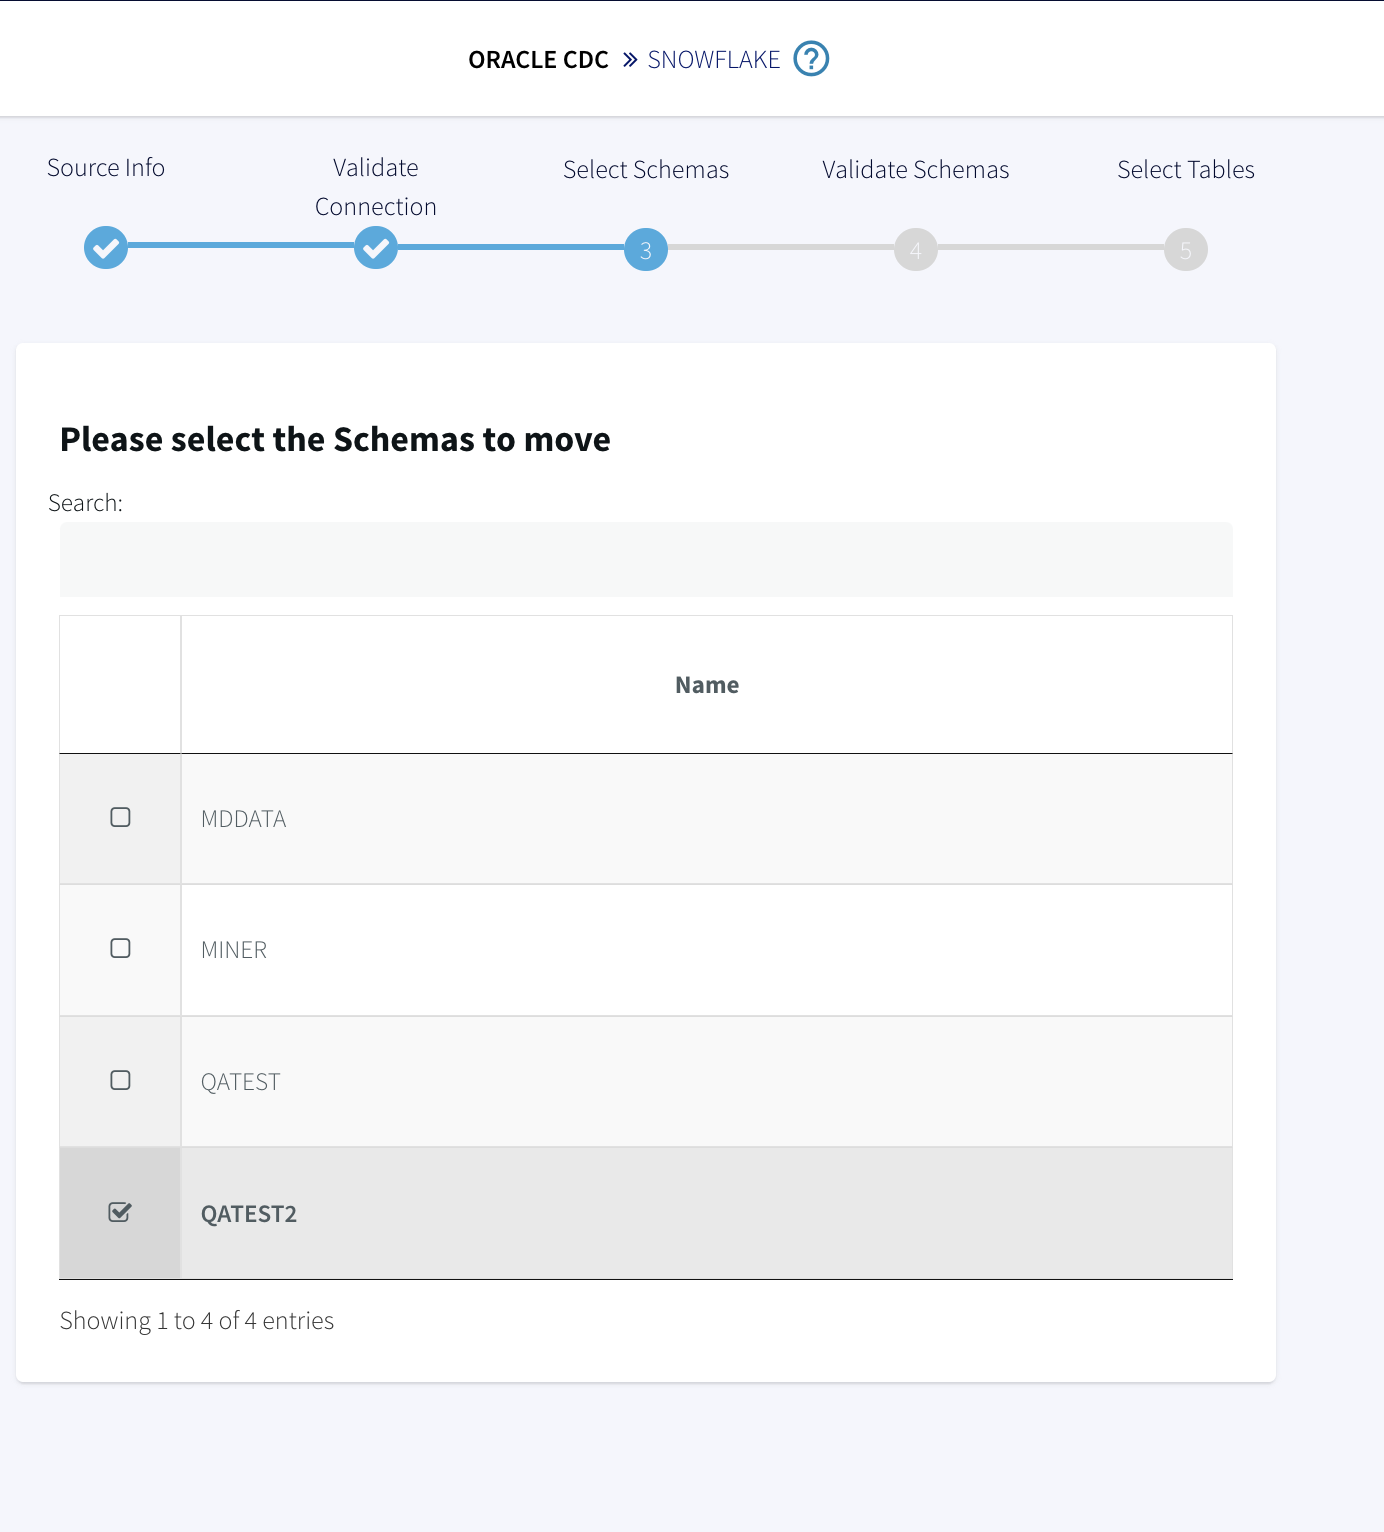 ORACLE CDC » SNOWFLAKE ?
Source Info
Validate
Connection
Select Schemas
Validate Schemas
Select Tables
3
4
5
Please select the Schemas to move
Search:
Name
MDDATA
MINER
QATEST
QATEST2
Showing 1 to 4 of 4 entries